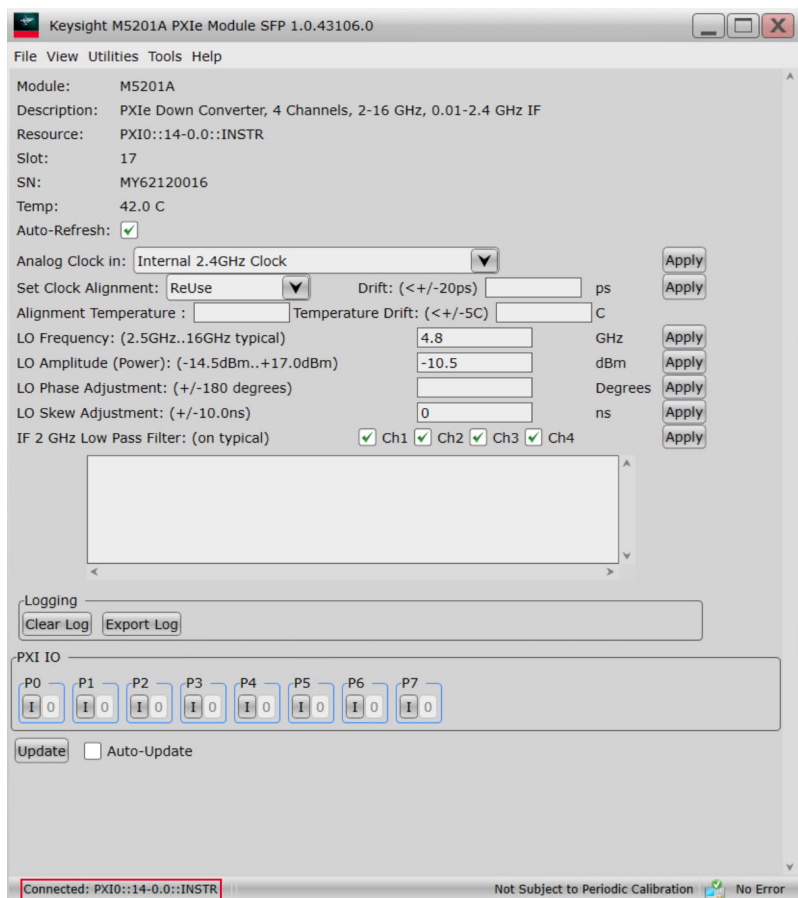 Keysight M5201A PXIe Module SFP 1.0.43106.0
File View Utilities Tools Help
Module: M5201A
Description: PXIe Down Converter, 4 Channels, 2-16 GHz, 0.01-2.4 GHz IF
Resource: PXI0::14-0.0::INSTR
Slot: 17
SN: MY62120016
Temp: 42.0 C
Auto-Refresh:
Analog Clock in: Internal 2.4GHz Clock Apply
Set Clock Alignment: ReUse Drift: (<+/-20ps) ps Apply
Alignment Temperature : Temperature Drift: (<+/-5C) C
LO Frequency: (2.5GHz..16GHz typical) 4.8 GHz Apply
LO Amplitude (Power): (-14.5dBm..+17.0dBm) -10.5 dBm Apply
LO Phase Adjustment: (+/-180 degrees) Degrees Apply
LO Skew Adjustment: (+/-10.0ns) 0 ns Apply
IF 2 GHz Low Pass Filter: (on typical) Ch1 Ch2 Ch3 Ch4 Apply
Logging
Clear Log Export Log
PXI IO
P0 P1 P2 P3 P4 P5 P6 P7
I 0 I 0 I 0 I 0 I 0 I 0 I 0 I 0
Update Auto-Update
Connected: PXI0::14-0.0::INSTR Not Subject to Periodic Calibration No Error